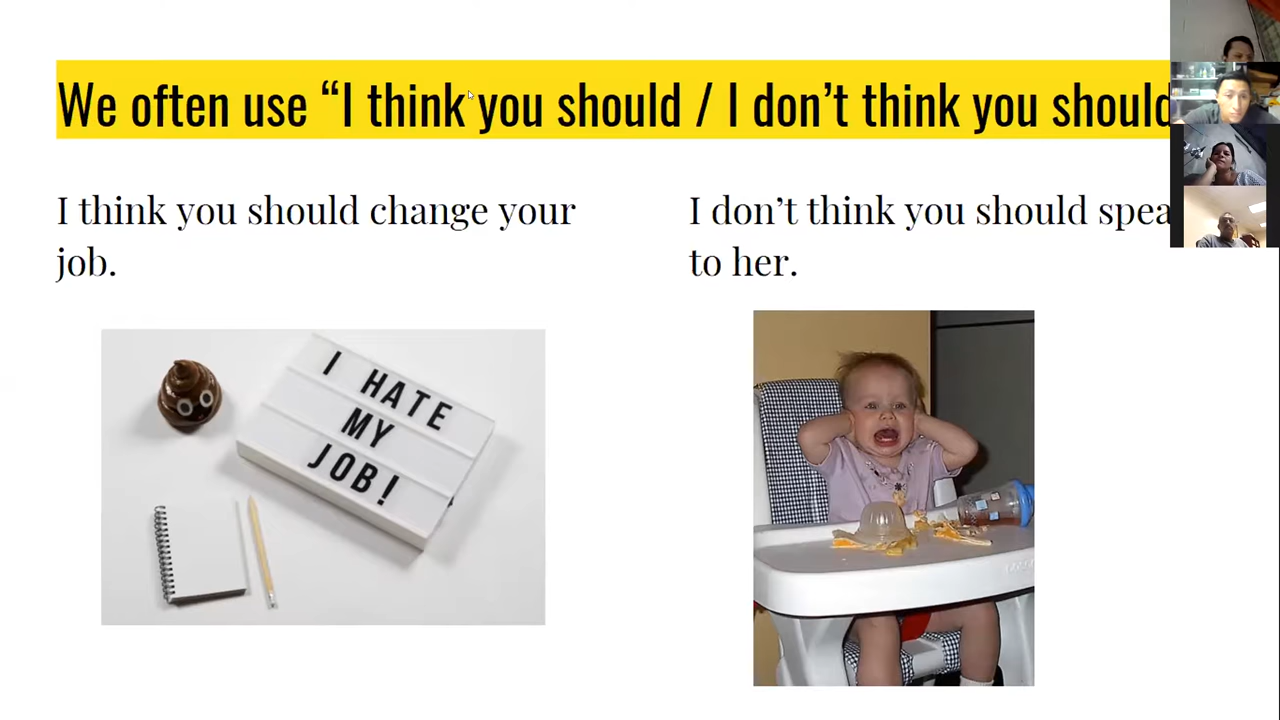 We often use “I think you should / I don’t think you should
I think you should change your
job.
I don’t think you should
to her.
I HATE
MY
JOB!